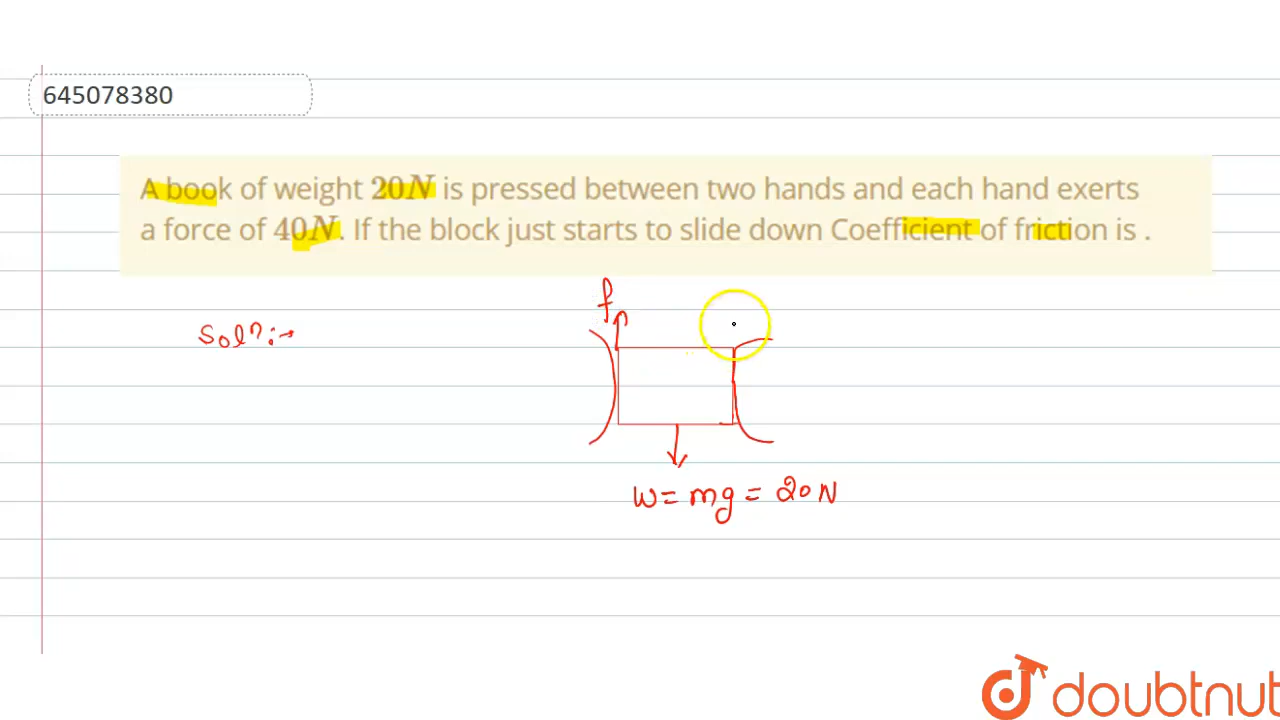 645078380
A book of weight 20N is pressed between two hands and each hand exerts
a force of 40N. If the block just starts to slide down Coefficient of friction is .
f
Solⁿ:→
W = mg = 20 N
doubtnut